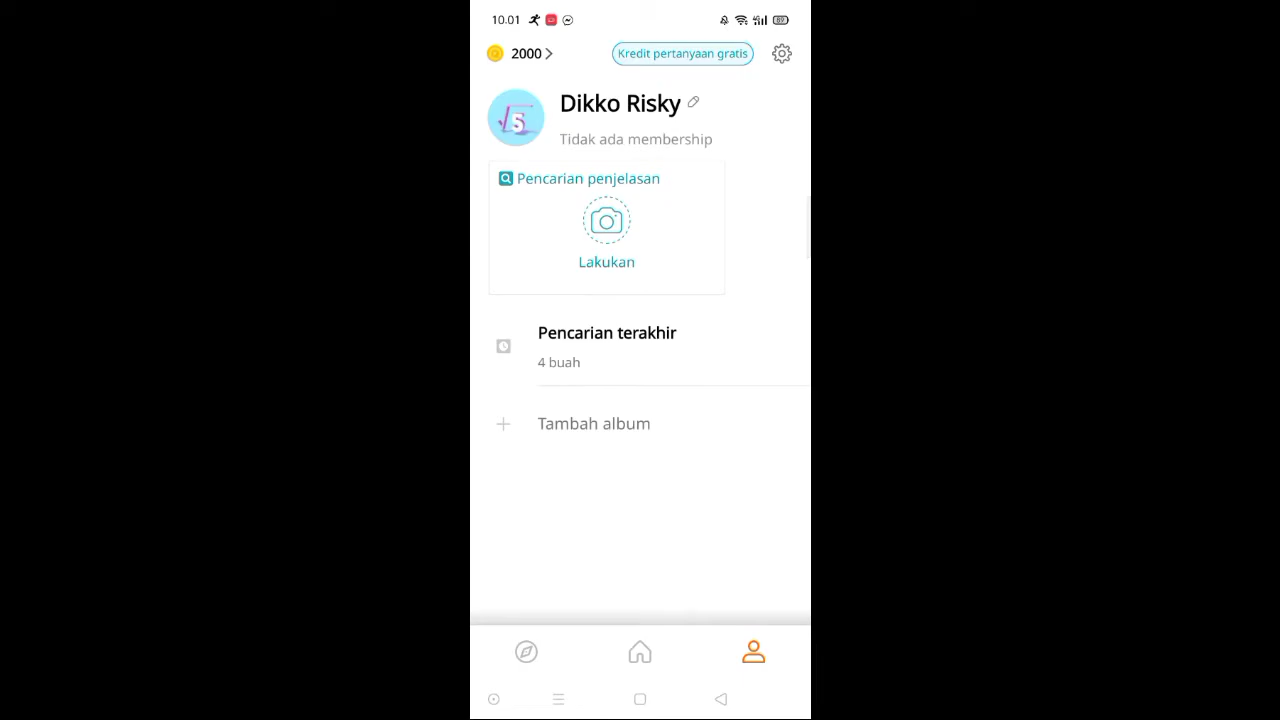 10.01
2000
Kredit pertanyaan gratis
Dikko Risky
Tidak ada membership
Pencarian penjelasan
Lakukan
Pencarian terakhir
4 buah
Tambah album